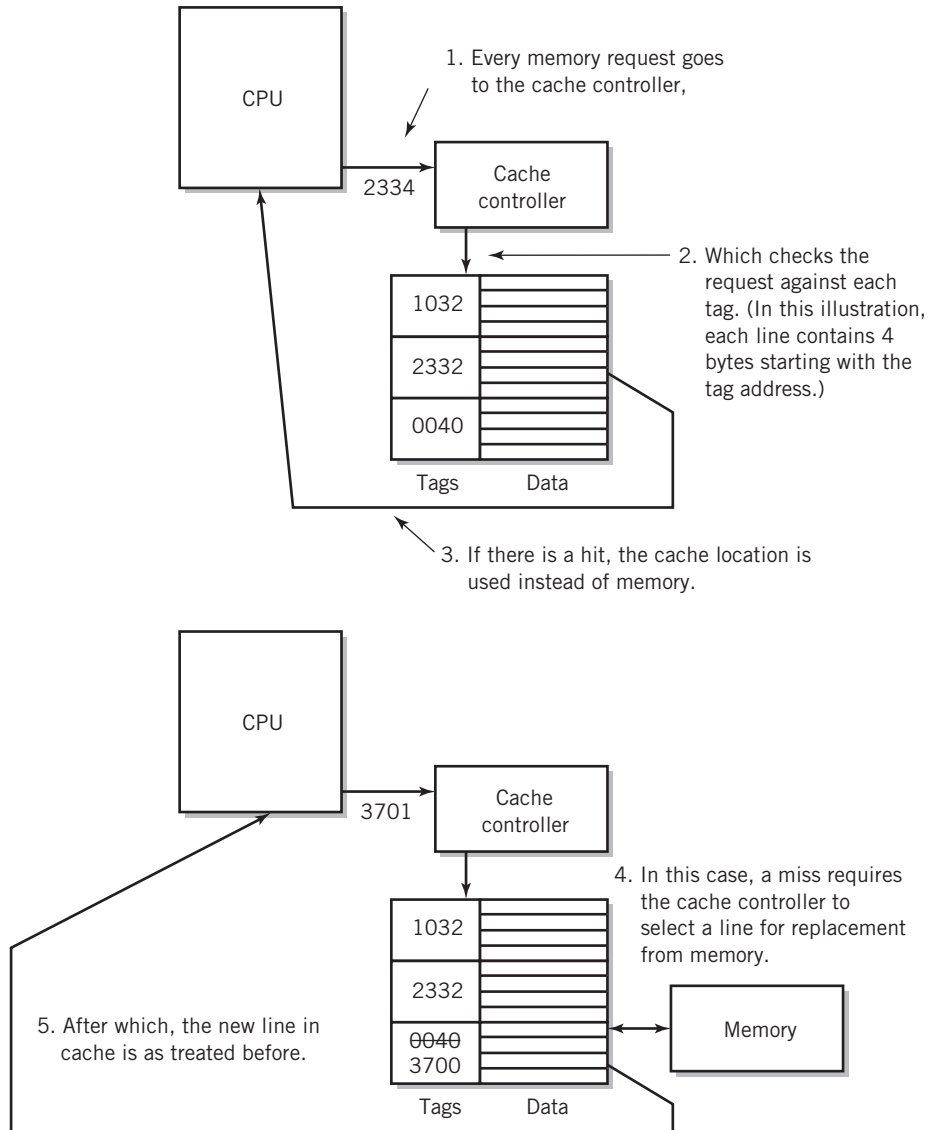 1. Every memory request goes
to the cache controller,
CPU
2334
Cache
controller
2. Which checks the
request against each
tag. (In this illustration,
each line contains 4
bytes starting with the
tag address.)
1032
2332
0040
Tags
Data
3. If there is a hit, the cache location is
used instead of memory.
CPU
3701
Cache
controller
4. In this case, a miss requires
the cache controller to
select a line for replacement
from memory.
1032
2332
0040
3700
Memory
5. After which, the new line in
cache is as treated before.
Tags
Data